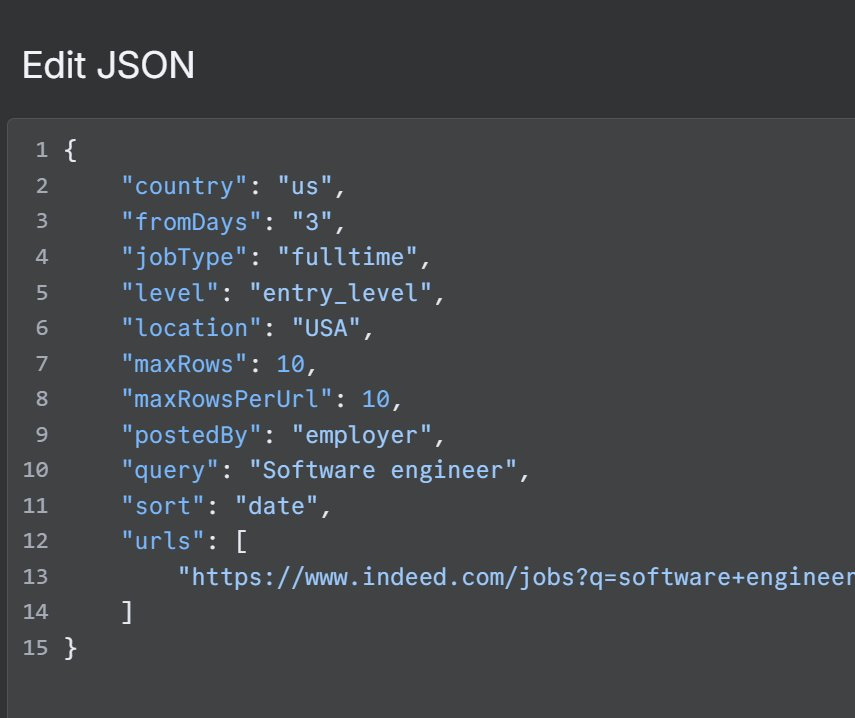 Edit JSON
1 {
2 "country": "us",
3 "fromDays": "3",
4 "jobType": "fulltime",
5 "level": "entry_level",
6 "location": "USA",
7 "maxRows": 10,
8 "maxRowsPerUrl": 10,
9 "postedBy": "employer",
10 "query": "Software engineer",
11 "sort": "date",
12 "urls": [
13 "https://www.indeed.com/jobs?q=software+engineer
14 ]
15 }